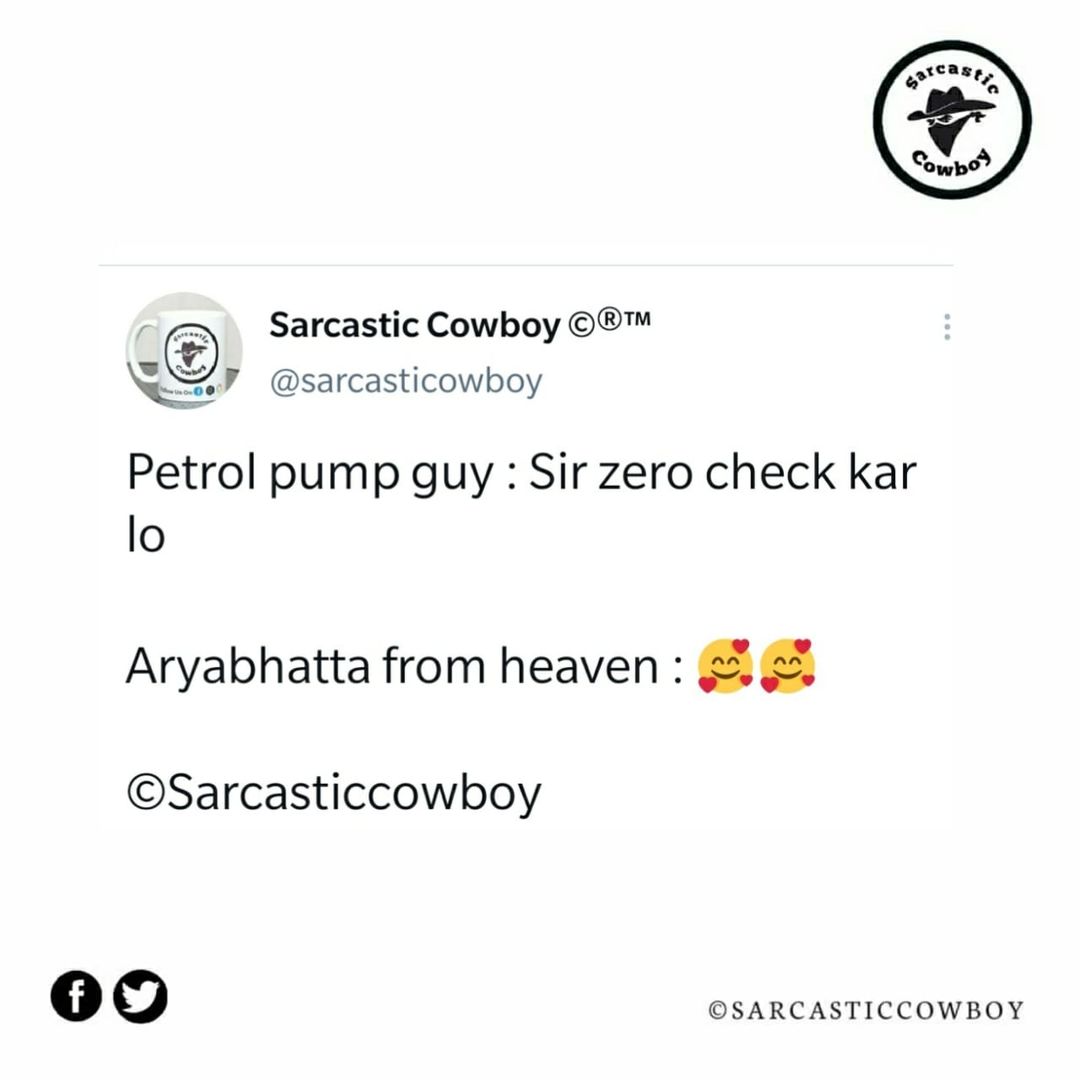 Sarcastic
Cowboy
Sarcastic Cowboy ©®™
@sarcasticowboy
Petrol pump guy : Sir zero check kar
lo
Aryabhatta from heaven : 🥰🥰
©Sarcasticcowboy
©SARCASTICCOWBOY